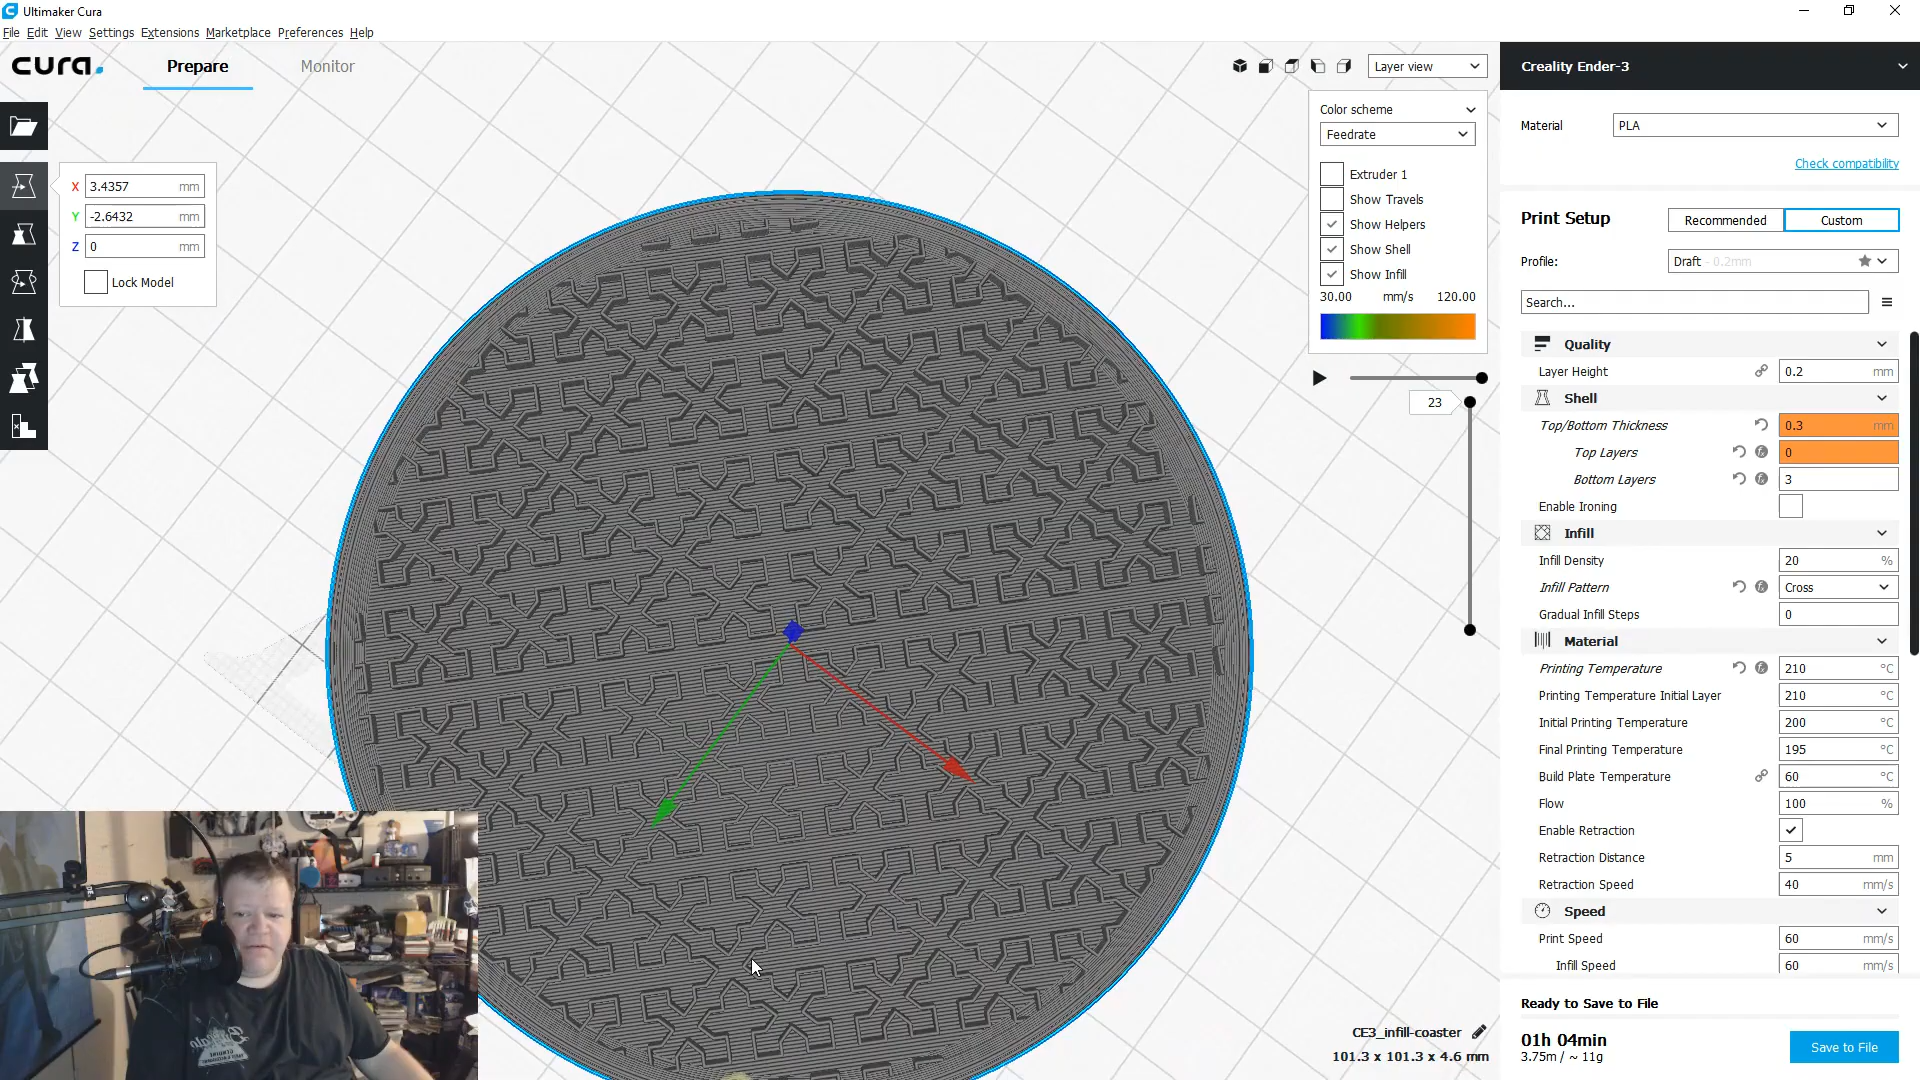 Ultimaker Cura
File Edit View Settings Extensions Marketplace Preferences Help
cura.
Prepare
Monitor
Layer view
Creality Ender-3
Color scheme
Feedrate
Extruder 1
Show Travels
Show Helpers
Show Shell
Show Infill
30.00 mm/s 120.00
23
X 3.4357 mm
Y -2.6432 mm
Z 0 mm
Lock Model
Material PLA
Check compatibility
Print Setup Recommended Custom
Profile: Draft - 0.2mm
Search...
Quality
Layer Height 0.2 mm
Shell
Top/Bottom Thickness 0.3 mm
Top Layers 0
Bottom Layers 3
Enable Ironing
Infill
Infill Density 20 %
Infill Pattern Cross
Gradual Infill Steps 0
Material
Printing Temperature 210 °C
Printing Temperature Initial Layer 210 °C
Initial Printing Temperature 200 °C
Final Printing Temperature 195 °C
Build Plate Temperature 60 °C
Flow 100 %
Enable Retraction
Retraction Distance 5 mm
Retraction Speed 40 mm/s
Speed
Print Speed 60 mm/s
Infill Speed 60 mm/s
CE3_infill-coaster
101.3 x 101.3 x 4.6 mm
Ready to Save to File
01h 04min
3.75m / ~ 11g
Save to File